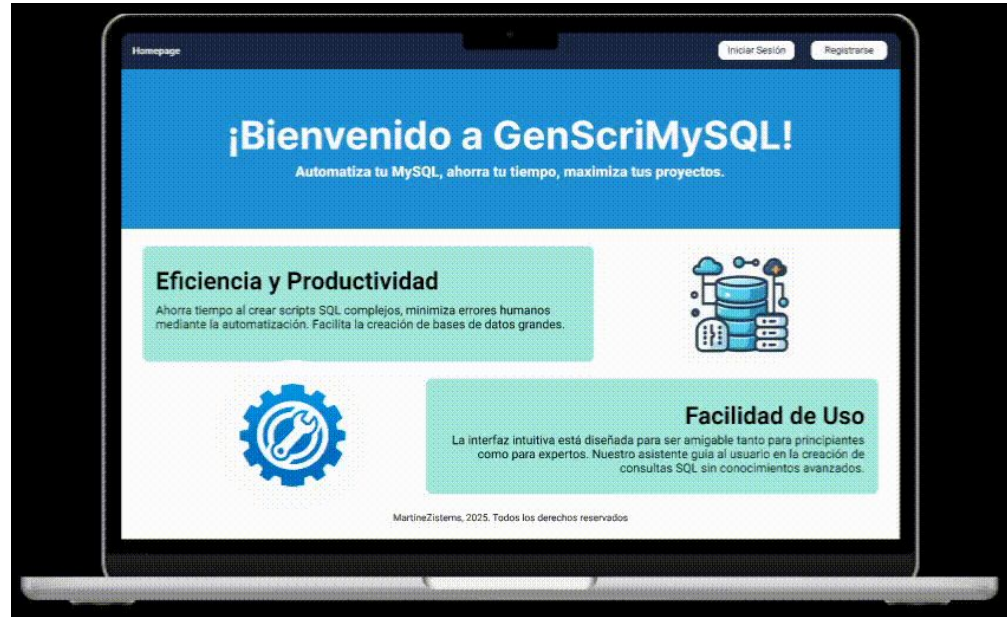 Homepage
Iniciar Sesión
Registrarse
¡Bienvenido a GenScriMySQL!
Automatiza tu MySQL, ahorra tu tiempo, maximiza tus proyectos.
Eficiencia y Productividad
Ahorra tiempo al crear scripts SQL complejos, minimiza errores humanos
mediante la automatización. Facilita la creación de bases de datos grandes.
Facilidad de Uso
La interfaz intuitiva está diseñada para ser amigable tanto para principiantes
como para expertos. Nuestro asistente guía al usuario en la creación de
consultas SQL sin conocimientos avanzados.
MartineZistems, 2025. Todos los derechos reservados